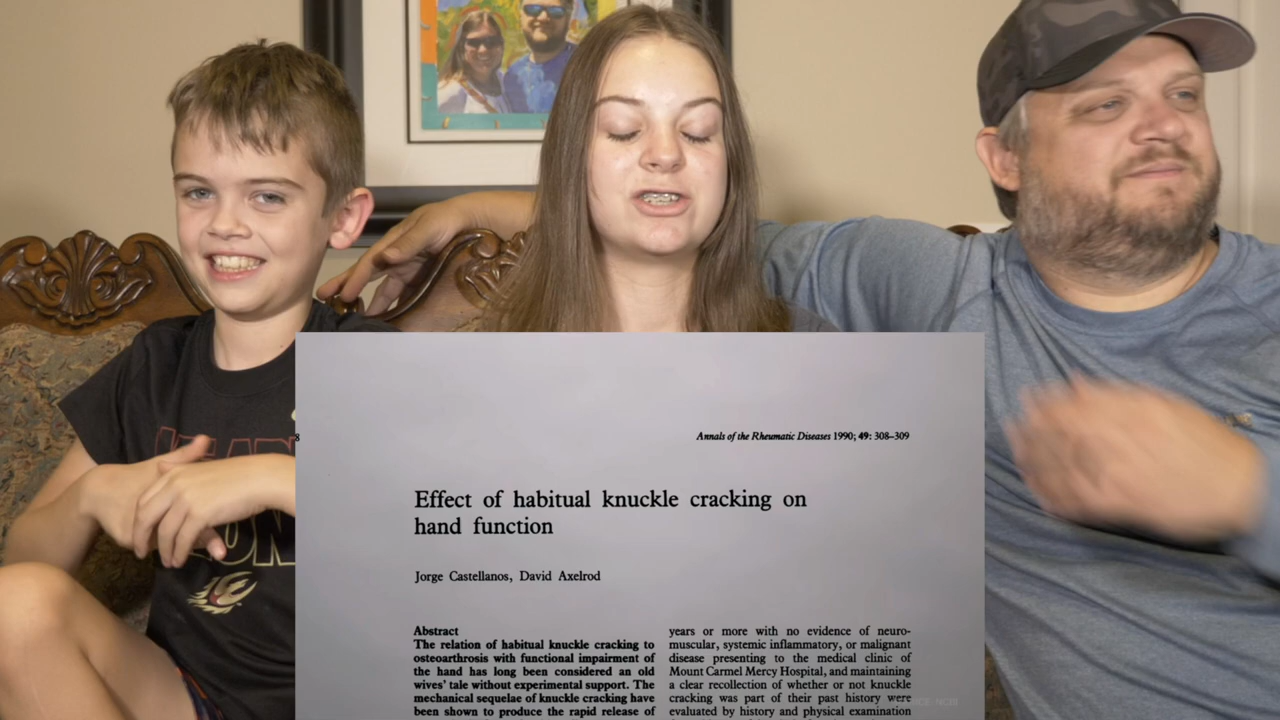 8
Annals of the Rheumatic Diseases 1990; 49: 308–309
Effect of habitual knuckle cracking on
hand function
Jorge Castellanos, David Axelrod
Abstract
The relation of habitual knuckle cracking to
osteoarthrosis with functional impairment of
the hand has long been considered an old
wives' tale without experimental support. The
mechanical sequelae of knuckle cracking have
been shown to produce the rapid release of
years or more with no evidence of neuro-
muscular, systemic inflammatory, or malignant
disease presenting to the medical clinic of
Mount Carmel Mercy Hospital, and maintaining
a clear recollection of whether or not knuckle
cracking was part of their past history were
evaluated by history and physical examination